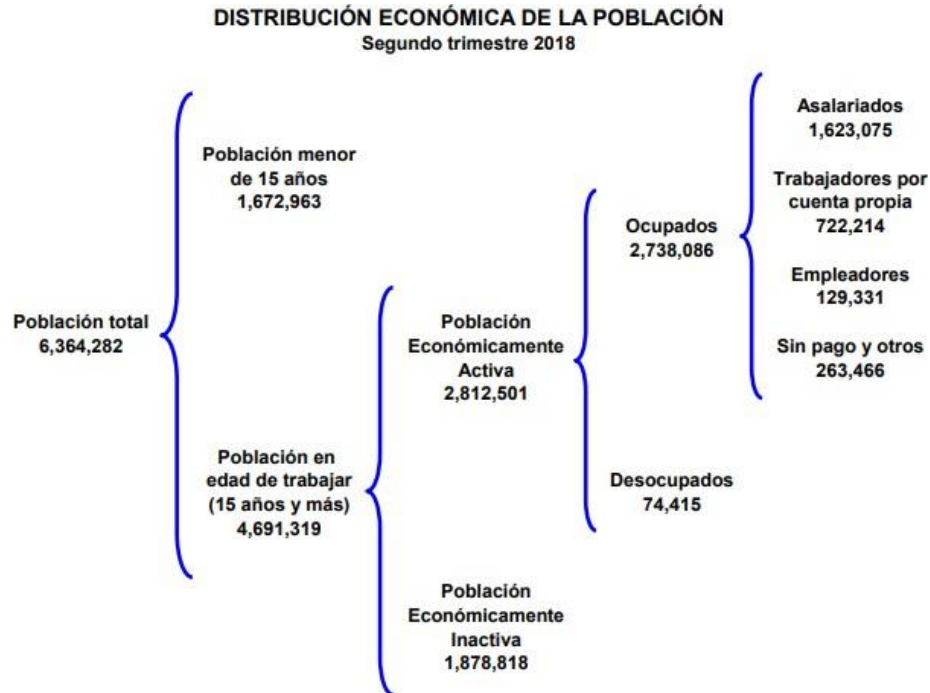 DISTRIBUCIÓN ECONÓMICA DE LA POBLACIÓN
Segundo trimestre 2018
Población total
6,364,282
Población menor
de 15 años
1,672,963
Población en
edad de trabajar
(15 años y más)
4,691,319
Población
Económicamente
Activa
2,812,501
Población
Económicamente
Inactiva
1,878,818
Ocupados
2,738,086
Desocupados
74,415
Asalariados
1,623,075
Trabajadores por
cuenta propia
722,214
Empleadores
129,331
Sin pago y otros
263,466